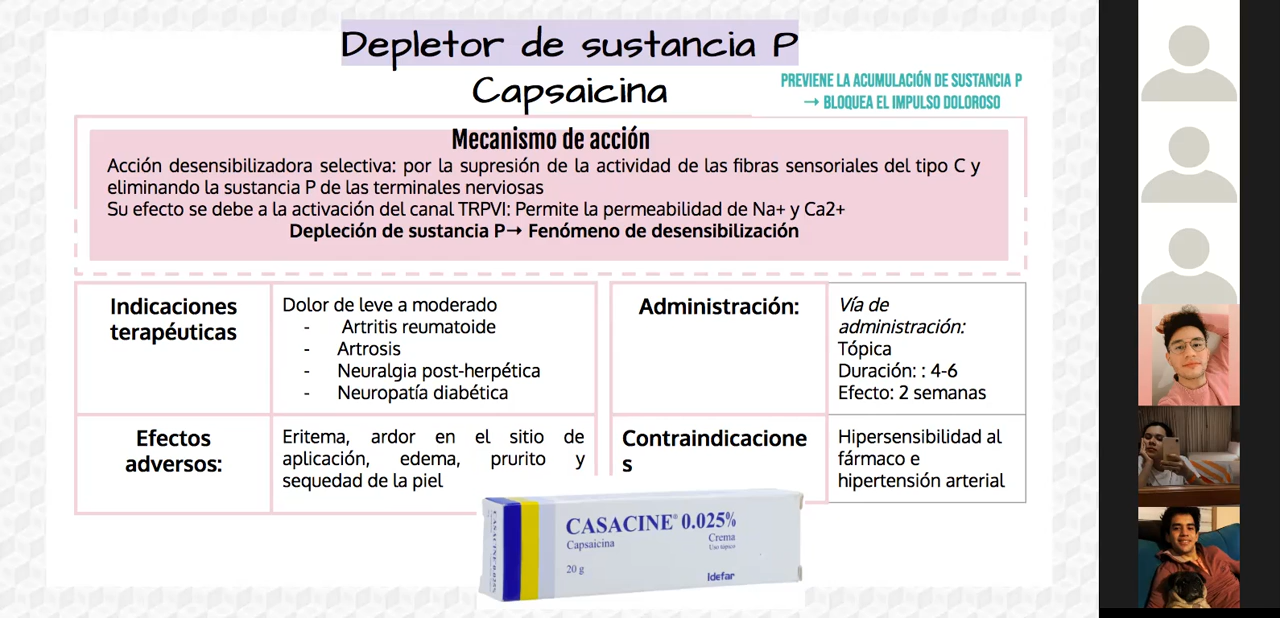 Depletor de sustancia P
Capsaicina
PREVIENE LA ACUMULACIÓN DE SUSTANCIA P
→ BLOQUEA EL IMPULSO DOLOROSO
Mecanismo de acción
Acción desensibilizadora selectiva: por la supresión de la actividad de las fibras sensoriales del tipo C y
eliminando la sustancia P de las terminales nerviosas
Su efecto se debe a la activación del canal TRPVI: Permite la permeabilidad de Na+ y Ca2+
Depleción de sustancia P→ Fenómeno de desensibilización
Indicaciones
terapéuticas
Dolor de leve a moderado
- Artritis reumatoide
- Artrosis
- Neuralgia post-herpética
- Neuropatía diabética
Administración:
Vía de
administración:
Tópica
Duración: : 4-6
Efecto: 2 semanas
Efectos
adversos:
Eritema, ardor en el sitio de
aplicación, edema, prurito y
sequedad de la piel
Contraindicacione
s
Hipersensibilidad al
fármaco e
hipertensión arterial
CASACINE® 0.025%
Capsaicina
Crema
Uso tópico
20 g
Idefar
CASACINE® 0.025%